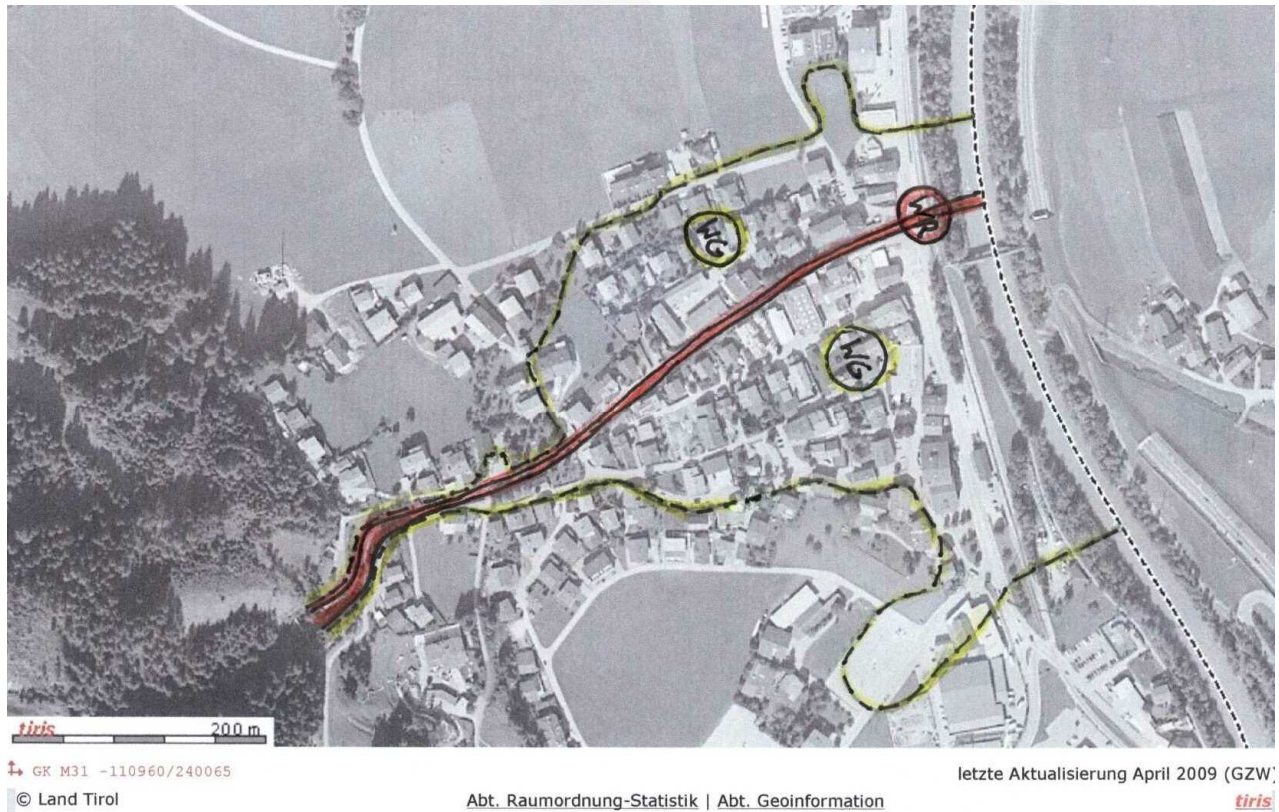 WR
WG
WG
tiris 200 m
GK M31 -110960/240065
letzte Aktualisierung April 2009 (GZW)
© Land Tirol
Abt. Raumordnung-Statistik | Abt. Geoinformation
tiris